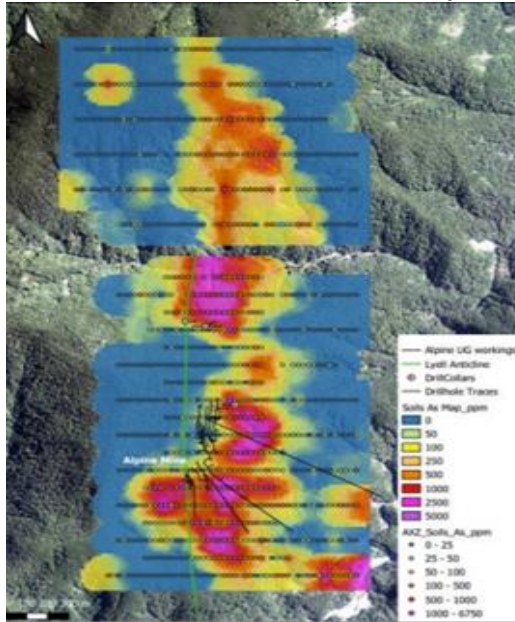 Alpine Mine
Alpine UG workings
Lyell Anticline
DrillCollars
Drillhole Traces
Soils As Map_ppm
0
50
100
250
500
1000
2500
5000
AXZ_Soils_As_ppm
0 - 25
25 - 50
50 - 100
100 - 500
500 - 1000
1000 - 6750